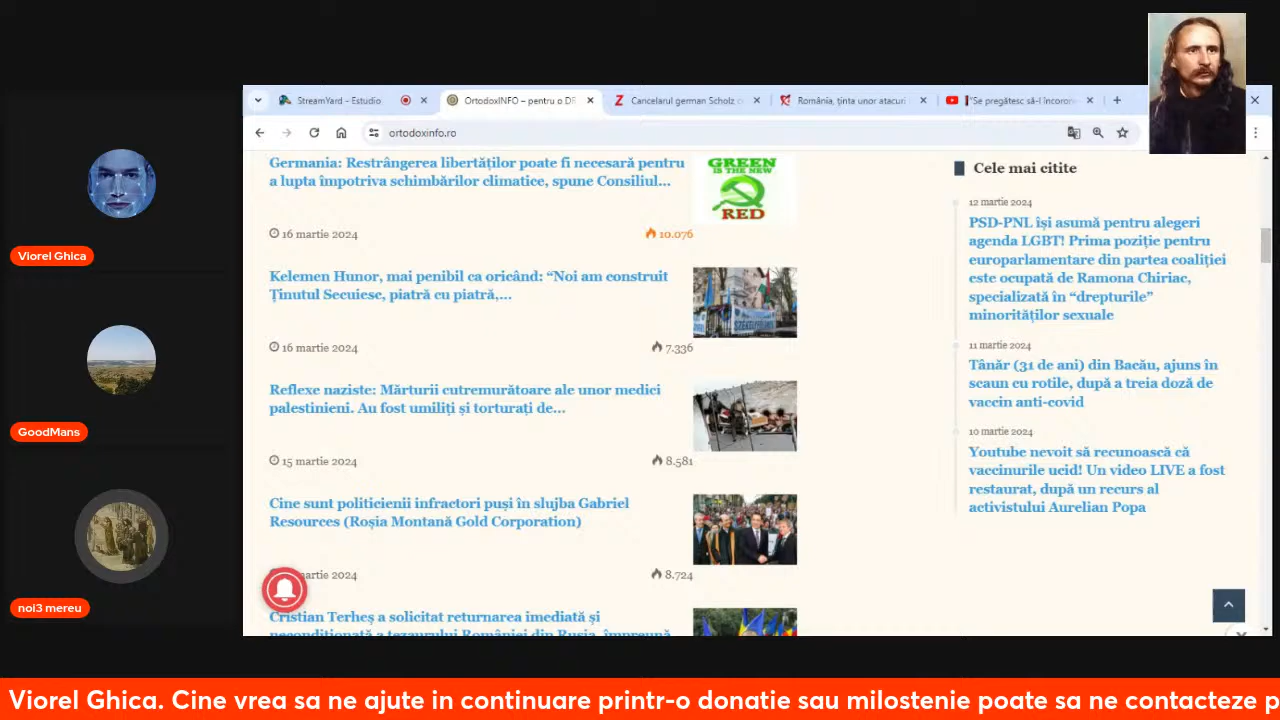 StreamYard - Estudio
OrtodoxINFO – pentru o DR
Cancelarul german Scholz c
România, ținta unor atacuri
"Se pregătesc să-l încoron
ortodoxinfo.ro
Germania: Restrângerea libertăților poate fi necesară pentru
a lupta împotriva schimbărilor climatice, spune Consiliul...
GREEN
IS THE NEW
RED
16 martie 2024
10.076
Kelemen Hunor, mai penibil ca oricând: “Noi am construit
Ținutul Secuiesc, piatră cu piatră,...
16 martie 2024
7.336
Reflexe naziste: Mărturii cutremurătoare ale unor medici
palestinieni. Au fost umiliți și torturați de...
15 martie 2024
8.581
Cine sunt politicienii infractori puși în slujba Gabriel
Resources (Roșia Montană Gold Corporation)
martie 2024
8.724
Cristian Terheș a solicitat returnarea imediată și
necondiționată a tezaurului României din Rusia, împreună
Cele mai citite
12 martie 2024
PSD-PNL își asumă pentru alegeri
agenda LGBT! Prima poziție pentru
europarlamentare din partea coaliției
este ocupată de Ramona Chiriac,
specializată în “drepturile”
minorităților sexuale
11 martie 2024
Tânăr (31 de ani) din Bacău, ajuns în
scaun cu rotile, după a treia doză de
vaccin anti-covid
10 martie 2024
Youtube nevoit să recunoască că
vaccinurile ucid! Un video LIVE a fost
restaurat, după un recurs al
activistului Aurelian Popa
Viorel Ghica
GoodMans
noi3 mereu
Viorel Ghica. Cine vrea sa ne ajute in continuare printr-o donatie sau milostenie poate sa ne contacteze p